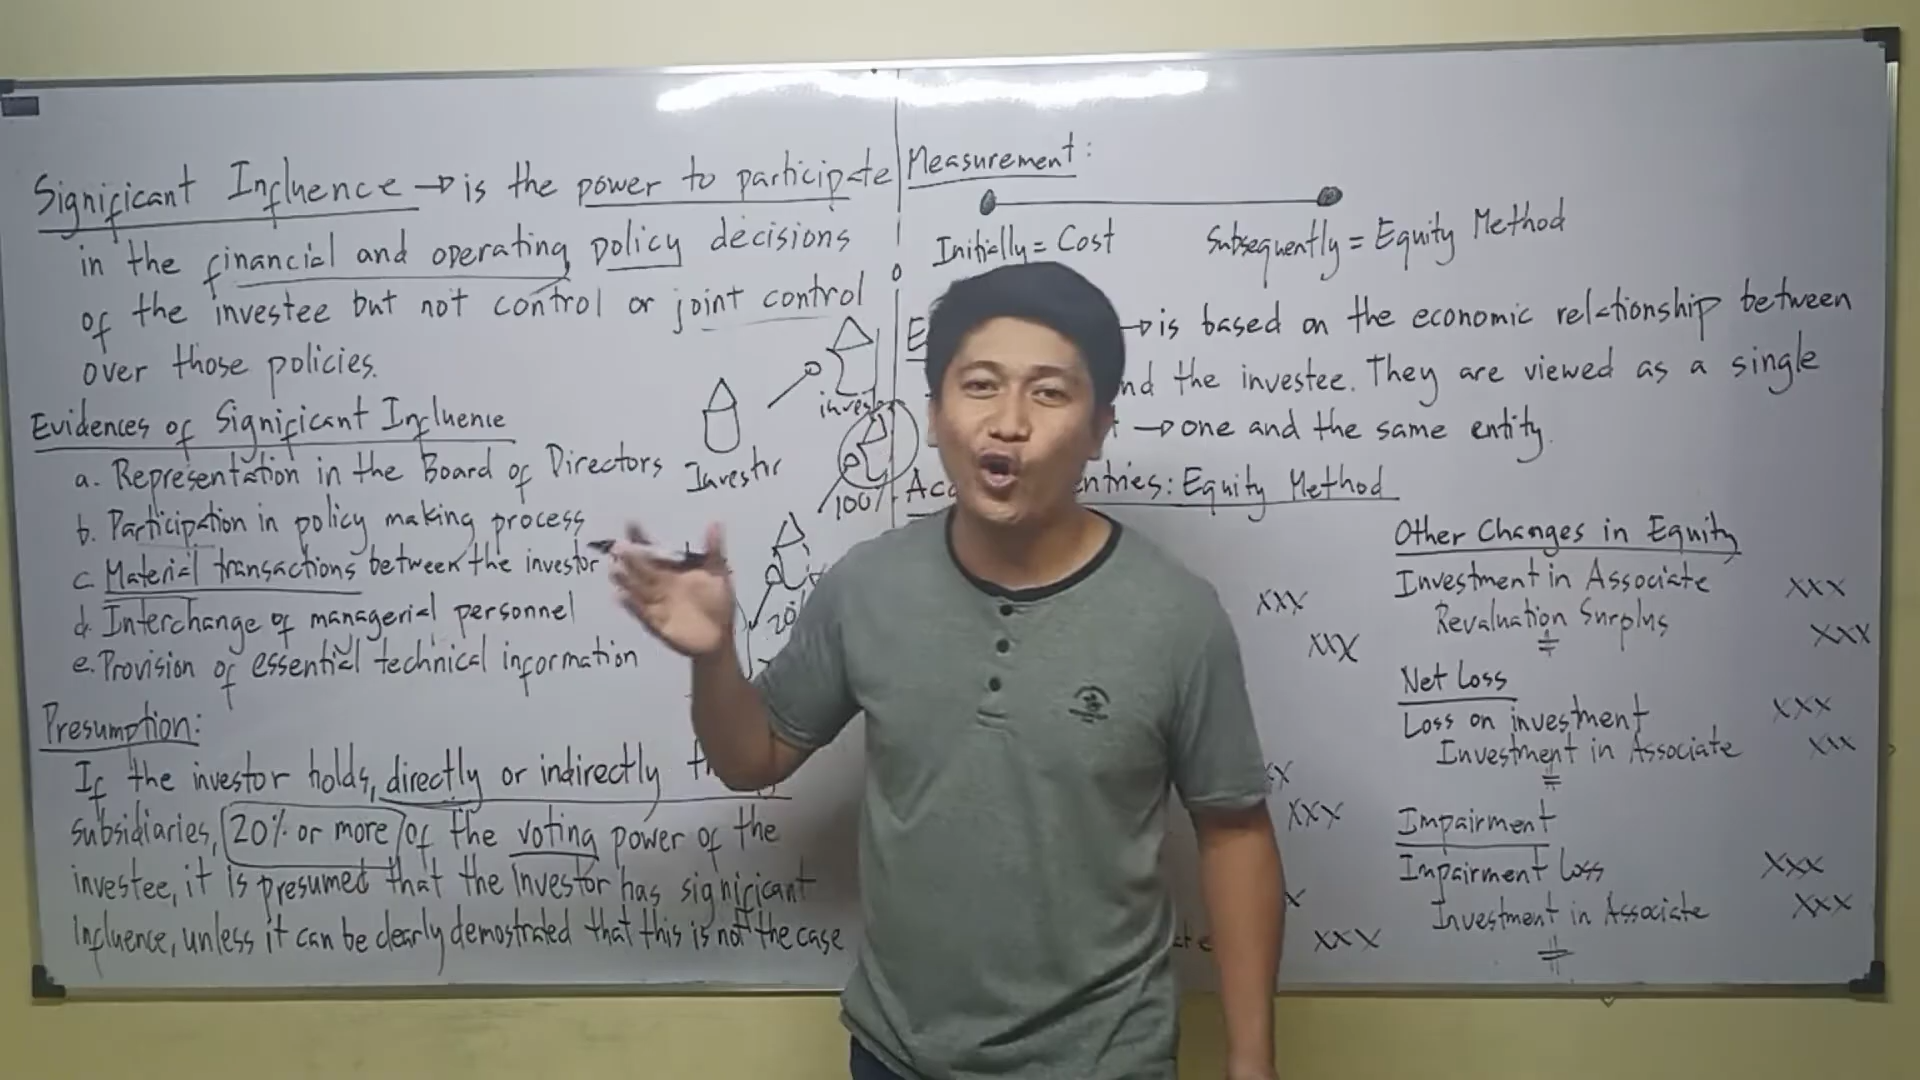 Significant Influence → is the power to participate
in the financial and operating policy decisions
of the investee but not control or joint control
over those policies.
Evidences of Significant Influence
a. Representation in the Board of Directors
b. Participation in policy making process
c. Material transactions between the investor
d. Interchange of managerial personnel
e. Provision of essential technical information
Presumption:
If the investor holds, directly or indirectly
subsidiaries, 20% or more of the voting power of the
investee, it is presumed that the investor has significant
influence, unless it can be clearly demostrated that this is not the case
Investor
100%
Measurement:
Initially = Cost
Subsequently = Equity Method
→ is based on the economic relationship between
the investee. They are viewed as a single
→ one and the same entity.
entries: Equity Method
XXX
XXX
XXX
XXX
Other Changes in Equity
Investment in Associate XXX
Revaluation Surplus XXX
Net Loss
Loss on investment XXX
Investment in Associate XXX
Impairment
Impairment Loss XXX
Investment in Associate XXX